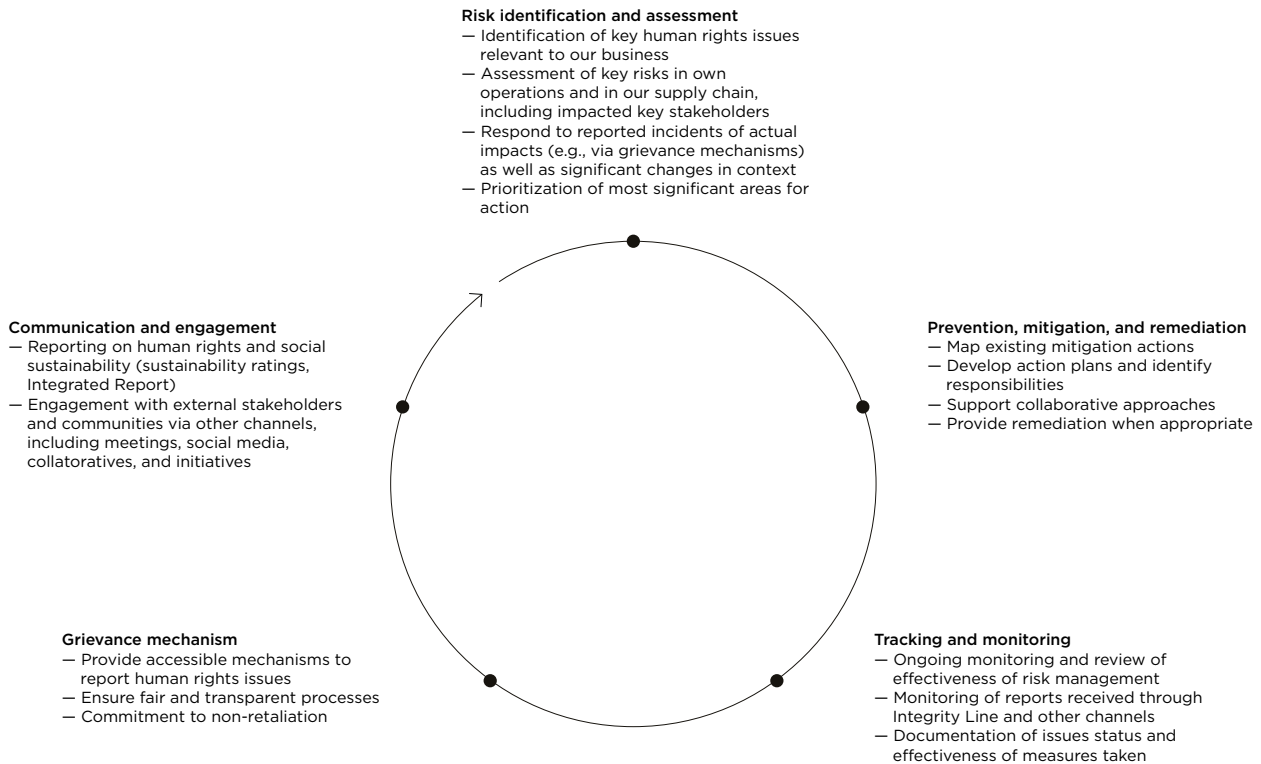 Risk identification and assessment
— Identification of key human rights issues
relevant to our business
— Assessment of key risks in own
operations and in our supply chain,
including impacted key stakeholders
— Respond to reported incidents of actual
impacts (e.g., via grievance mechanisms)
as well as significant changes in context
— Prioritization of most significant areas for
action
Prevention, mitigation, and remediation
— Map existing mitigation actions
— Develop action plans and identify
responsibilities
— Support collaborative approaches
— Provide remediation when appropriate
Tracking and monitoring
— Ongoing monitoring and review of
effectiveness of risk management
— Monitoring of reports received through
Integrity Line and other channels
— Documentation of issues status and
effectiveness of measures taken
Grievance mechanism
— Provide accessible mechanisms to
report human rights issues
— Ensure fair and transparent processes
— Commitment to non-retaliation
Communication and engagement
— Reporting on human rights and social
sustainability (sustainability ratings,
Integrated Report)
— Engagement with external stakeholders
and communities via other channels,
including meetings, social media,
collatoratives, and initiatives